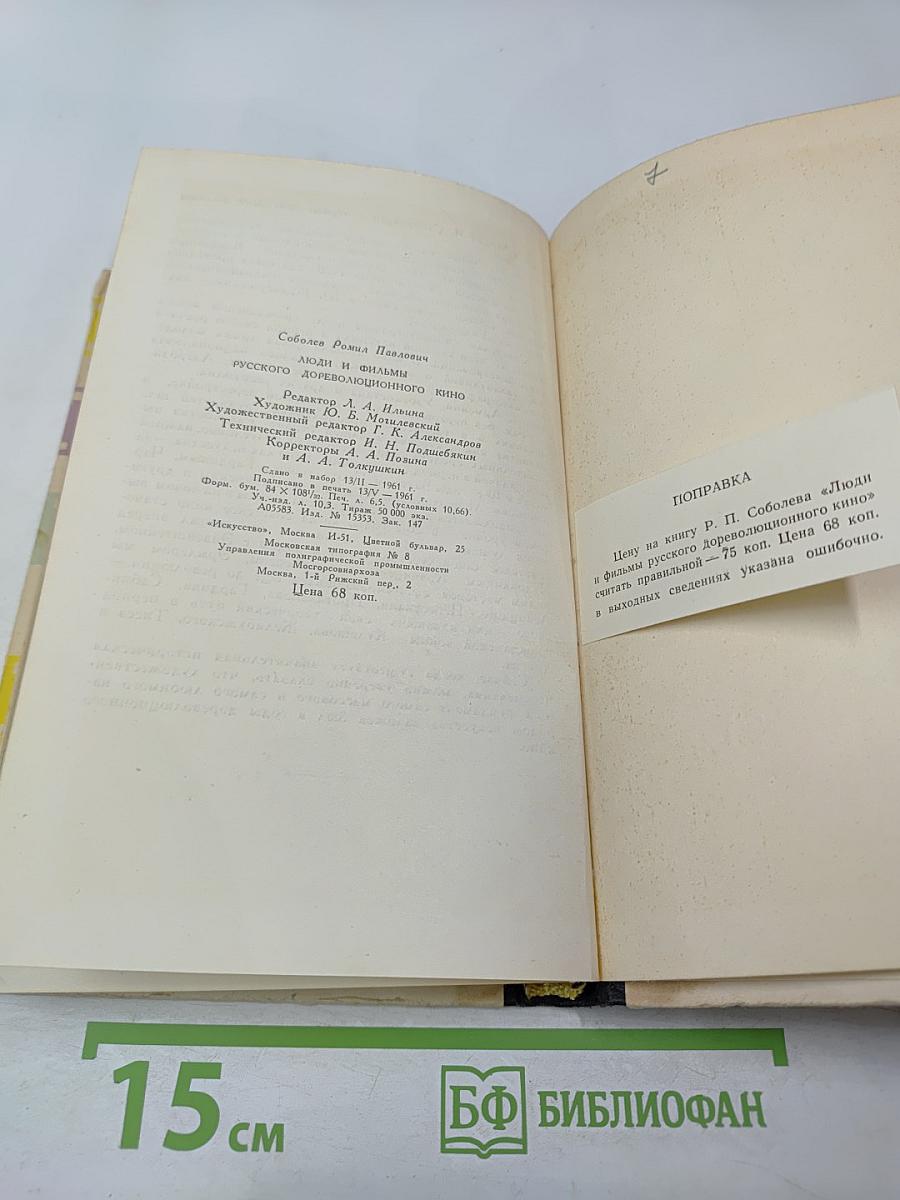 Соболев Ромил Павлович
ЛЮДИ И ФИЛЬМЫ
РУССКОГО ДОРЕВОЛЮЦИОННОГО КИНО
Редактор Л. А. Ильина
Художник Ю. Б. Могилевский
Художественный редактор Г. К. Александров
Технический редактор И. Н. Подшебякин
Корректоры А. А. Позина
и А. А. Толкушкин
Сдано в набор 13/II — 1961 г.
Подписано в печать 13/V — 1961 г.
Форм. бум. 84 × 108¹/₃₂. Печ. л. 6,5. (условных 10,66).
Уч.-изд. л. 10,3. Тираж 50 000 экз.
А05583. Изд. № 15353. Зак. 147
«Искусство», Москва И-51, Цветной бульвар, 25
Московская типография № 8
Управления полиграфической промышленности
Мосгорсовнархоза
Москва, 1-й Рижский пер., 2
Цена 68 коп.
7
ПОПРАВКА
Цену на книгу Р. П. Соболева «Люди
и фильмы русского дореволюционного кино»
считать правильной — 75 коп. Цена 68 коп.
в выходных сведениях указана ошибочно.
15 см
БФ БИБЛИОФАН